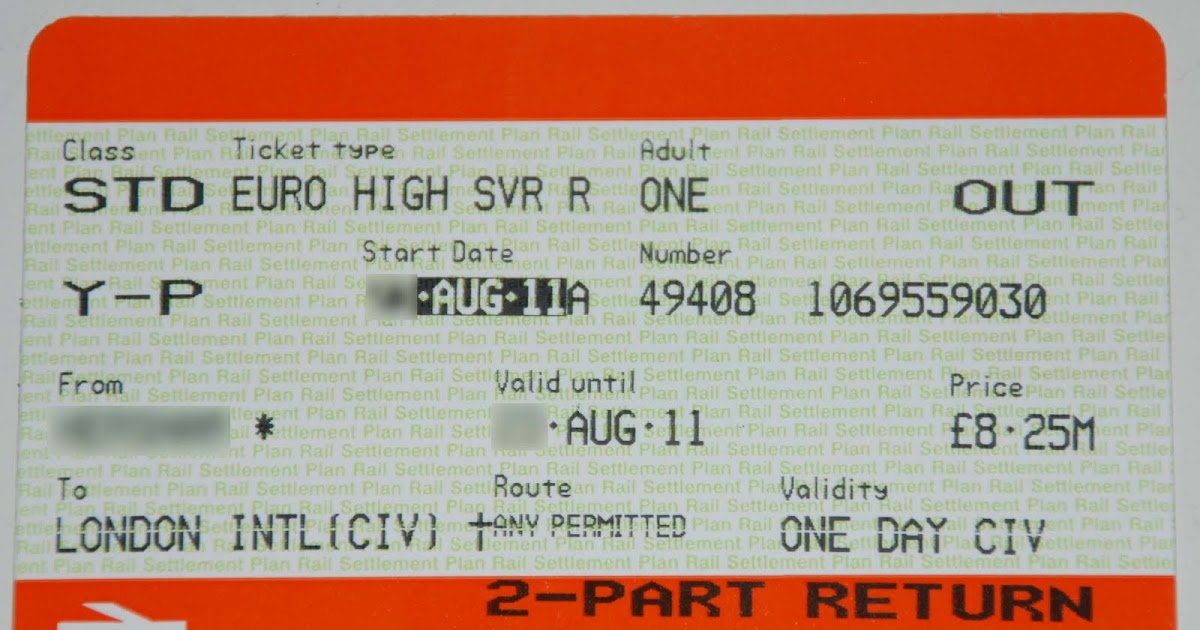 Class Ticket type Adult
STD EURO HIGH SVR R ONE OUT
Start Date Number
Y-P ·AUG·11A 49408 1069559030
From Valid until Price
* ·AUG·11 £8·25M
To Route Validity
LONDON INTL(CIV) †ANY PERMITTED ONE DAY CIV
2-PART RETURN